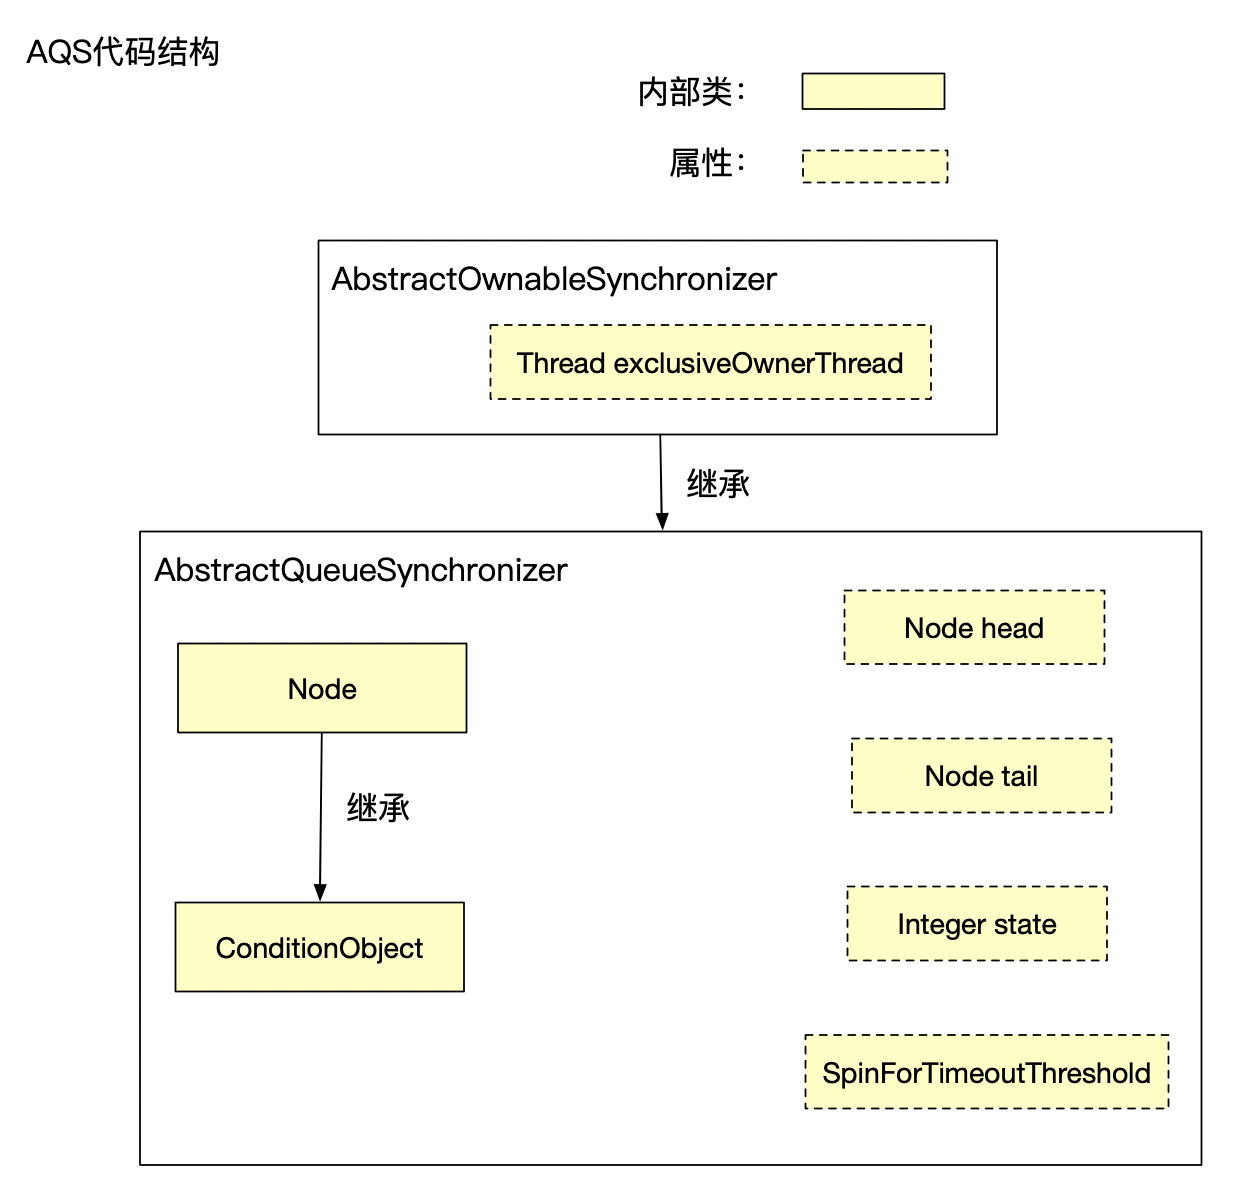 AQS代码结构
内部类：
属性：
AbstractOwnableSynchronizer
Thread exclusiveOwnerThread
继承
AbstractQueueSynchronizer
Node head
Node
Node tail
继承
Integer state
ConditionObject
SpinForTimeoutThreshold